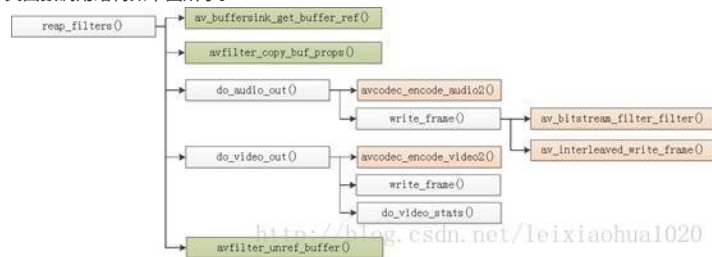 reap_filters()
av_buffersink_get_buffer_ref()
avfilter_copy_buf_props()
do_audio_out()
avcodec_encode_audio2()
write_frame()
av_bitstream_filter_filter()
av_interleaved_write_frame()
do_video_out()
avcodec_encode_video2()
write_frame()
do_video_stats()
http://blog.csdn.net/leixiaohua1020
avfilter_unref_buffer()